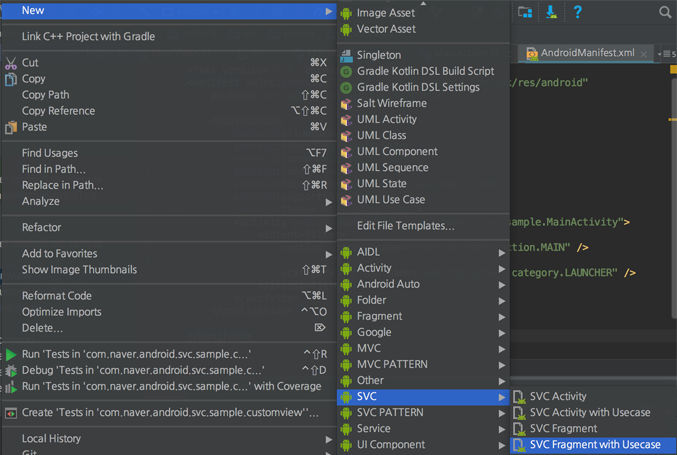 New
Link C++ Project with Gradle
Cut ⌘X
Copy ⌘C
Copy Path ⇧⌘C
Copy Reference ⌥⇧⌘C
Paste ⌘V
Find Usages ⌥F7
Find in Path... ⇧⌘F
Replace in Path... ⇧⌘R
Analyze
Refactor
Add to Favorites
Show Image Thumbnails ⇧⌘T
Reformat Code ⌥⌘L
Optimize Imports ^⌥O
Delete... ⌦
Run 'Tests in 'com.naver.android.svc.sample.c...' ^⇧R
Debug 'Tests in 'com.naver.android.svc.sample.c...' ^⇧D
Run 'Tests in 'com.naver.android.svc.sample.c...' with Coverage
Create 'Tests in 'com.naver.android.svc.sample.customview''...
Local History
Git
Image Asset
Vector Asset
Singleton
Gradle Kotlin DSL Build Script
Gradle Kotlin DSL Settings
Salt Wireframe
UML Activity
UML Class
UML Component
UML Sequence
UML State
UML Use Case
Edit File Templates...
AIDL
Activity
Android Auto
Folder
Fragment
Google
MVC
MVC PATTERN
Other
SVC
SVC PATTERN
Service
UI Component
SVC Activity
SVC Activity with Usecase
SVC Fragment
SVC Fragment with Usecase
?
AndroidManifest.xml
k/res/android"
sample.MainActivity">
ction.MAIN" />
category.LAUNCHER" />